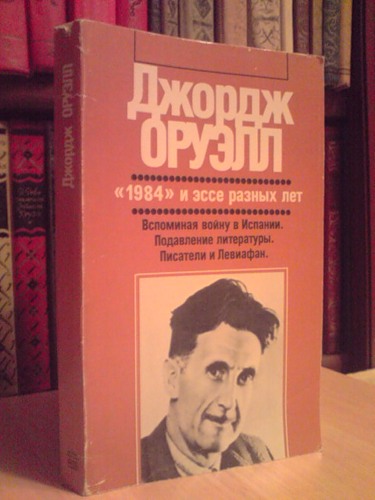 Джордж
ОРУЭЛЛ
«1984» и эссе разных лет
Вспоминая войну в Испании.
Подавление литературы.
Писатели и Левиафан.
Джордж ОРУЭЛЛ